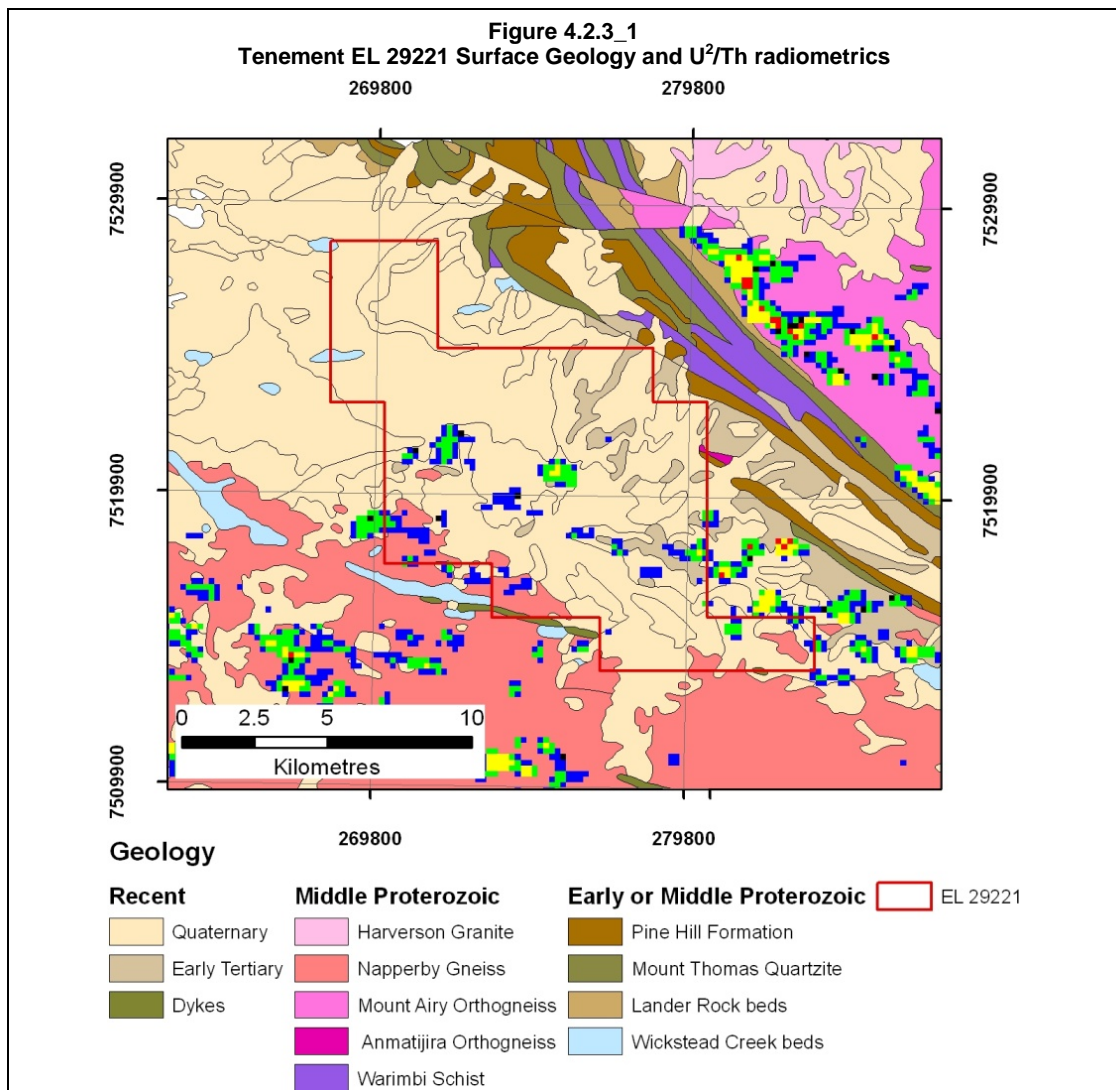 Figure 4.2.3_1
Tenement EL 29221 Surface Geology and U²/Th radiometrics
269800 279800
7529900 7529900
7519900 7519900
7509900
0 2.5 5 10
Kilometres
269800 279800
Geology
Recent Middle Proterozoic Early or Middle Proterozoic EL 29221
Quaternary Harverson Granite Pine Hill Formation
Early Tertiary Napperby Gneiss Mount Thomas Quartzite
Dykes Mount Airy Orthogneiss Lander Rock beds
Anmatijira Orthogneiss Wickstead Creek beds
Warimbi Schist